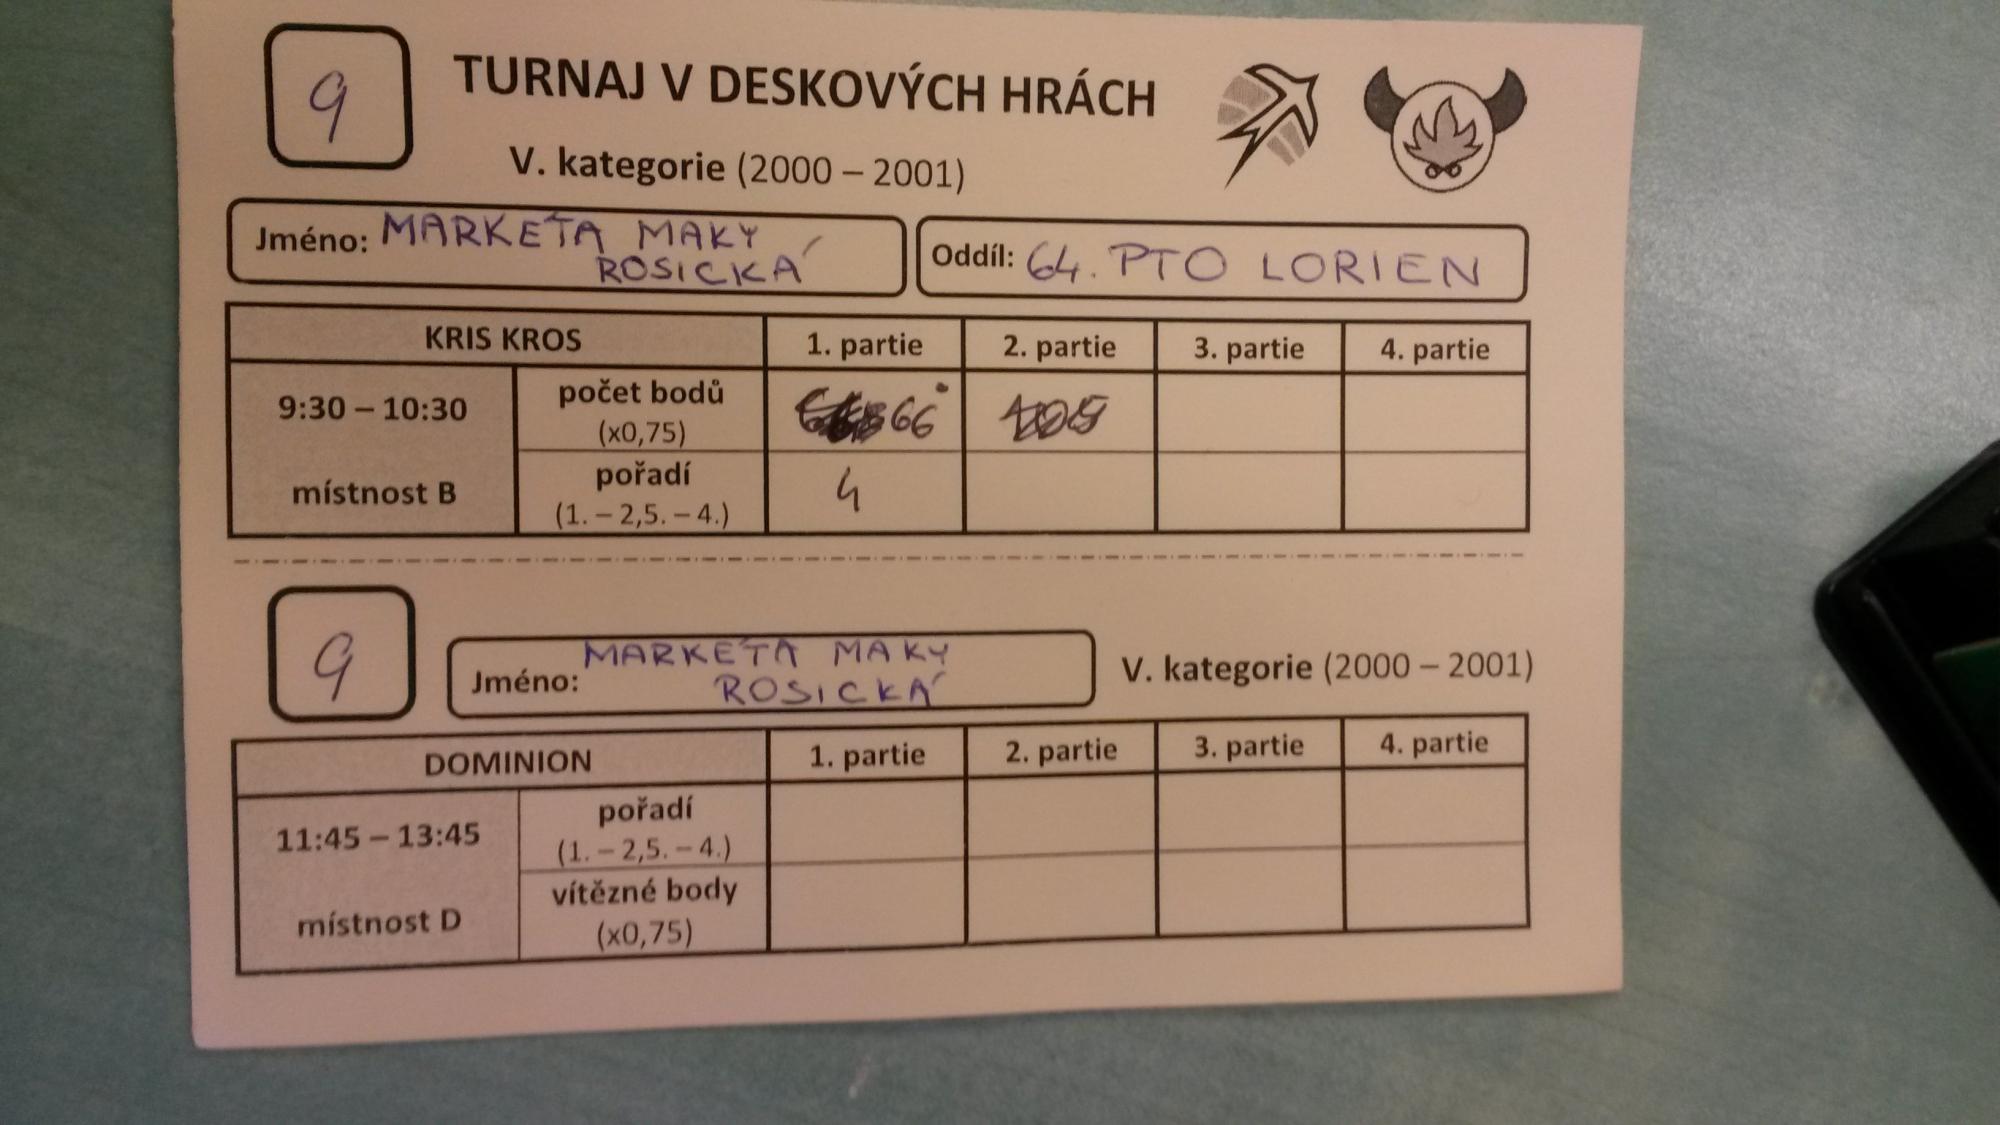 9
TURNAJ V DESKOVÝCH HRÁCH
V. kategorie (2000 – 2001)
Jméno: MARKÉTA MAKY
ROSICKÁ
Oddíl: 64. PTO LORIEN
KRIS KROS 1. partie 2. partie 3. partie 4. partie
9:30 – 10:30
místnost B
počet bodů
(x0,75)
66
pořadí
(1. – 2,5. – 4.)
4
9
Jméno: MARKÉTA MAKY
ROSICKÁ
V. kategorie (2000 – 2001)
DOMINION 1. partie 2. partie 3. partie 4. partie
11:45 – 13:45
místnost D
pořadí
(1. – 2,5. – 4.)
vítězné body
(x0,75)